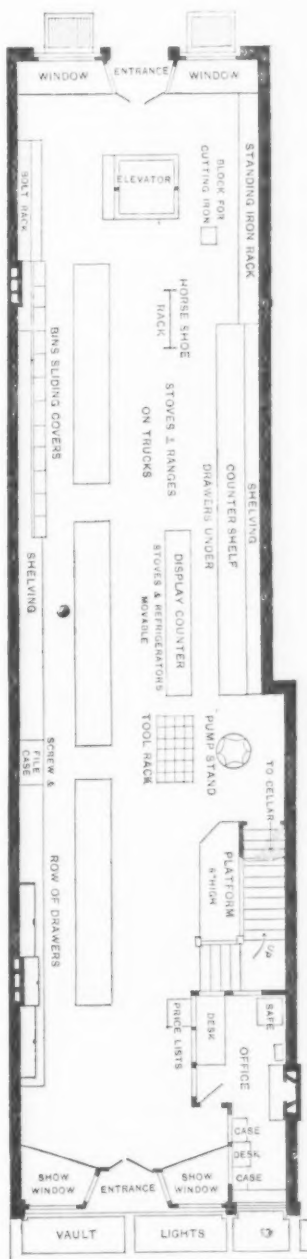 WINDOW
ENTRANCE
WINDOW
BOLT RACK
ELEVATOR
BLOCK FOR
CUTTING IRON
STANDING IRON RACK
HORSE SHOE
RACK
BINS SLIDING COVERS
STOVES & RANGES
ON TRUCKS
SHELVING
COUNTER SHELF
DRAWERS UNDER
DISPLAY COUNTER
STOVES & REFRIGERATORS
MOVABLE
SHELVING
TOOL RACK
PUMP STAND
TO CELLAR
SCREW &
FILE
CASE
PLATFORM
5'" HIGH
UP
ROW OF DRAWERS
PRICE LISTS
DESK
SAFE
OFFICE
CASE
DESK
CASE
SHOW
WINDOW
ENTRANCE
SHOW
WINDOW
VAULT
LIGHTS